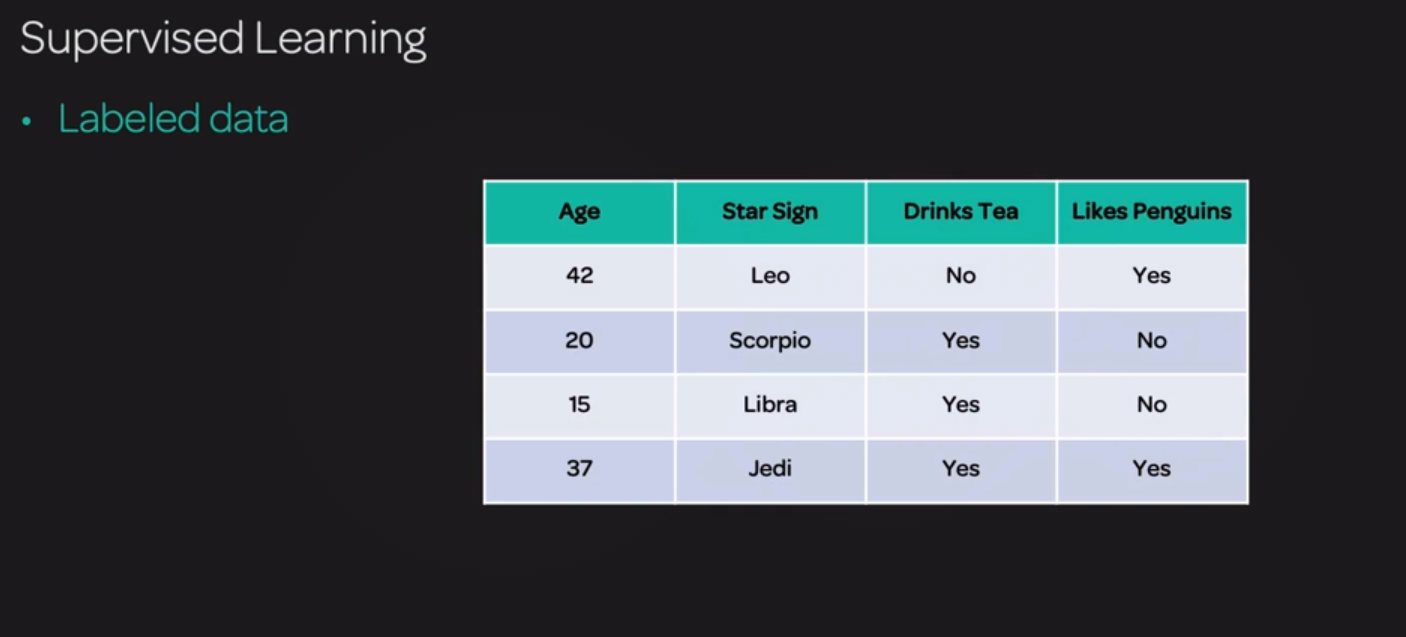 Supervised Learning
• Labeled data
Age Star Sign Drinks Tea Likes Penguins
42 Leo No Yes
20 Scorpio Yes No
15 Libra Yes No
37 Jedi Yes Yes